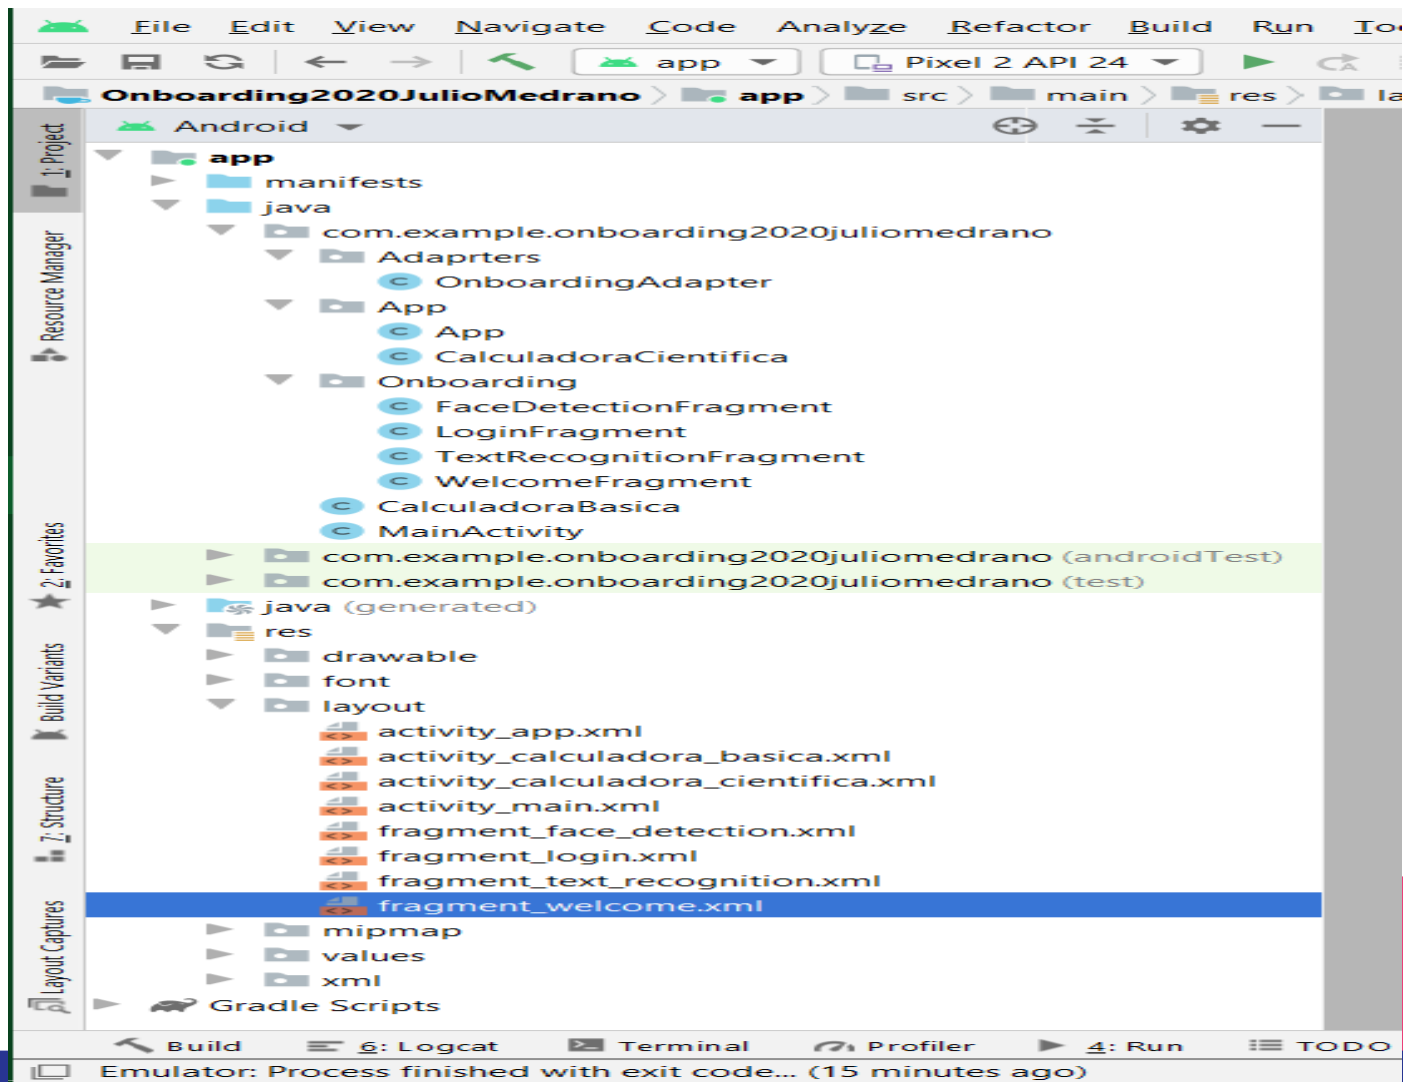 File Edit View Navigate Code Analyze Refactor Build Run
app Pixel 2 API 24
Onboarding2020JulioMedrano app src main res la
Android
1: Project
Resource Manager
2: Favorites
Build Variants
7: Structure
Layout Captures
app
manifests
java
com.example.onboarding2020juliomedrano
Adaprters
OnboardingAdapter
App
App
CalculadoraCientifica
Onboarding
FaceDetectionFragment
LoginFragment
TextRecognitionFragment
WelcomeFragment
CalculadoraBasica
MainActivity
com.example.onboarding2020juliomedrano (androidTest)
com.example.onboarding2020juliomedrano (test)
java (generated)
res
drawable
font
layout
activity_app.xml
activity_calculadora_basica.xml
activity_calculadora_cientifica.xml
activity_main.xml
fragment_face_detection.xml
fragment_login.xml
fragment_text_recognition.xml
fragment_welcome.xml
mipmap
values
xml
Gradle Scripts
Build 6: Logcat Terminal Profiler 4: Run TODO
Emulator: Process finished with exit code... (15 minutes ago)